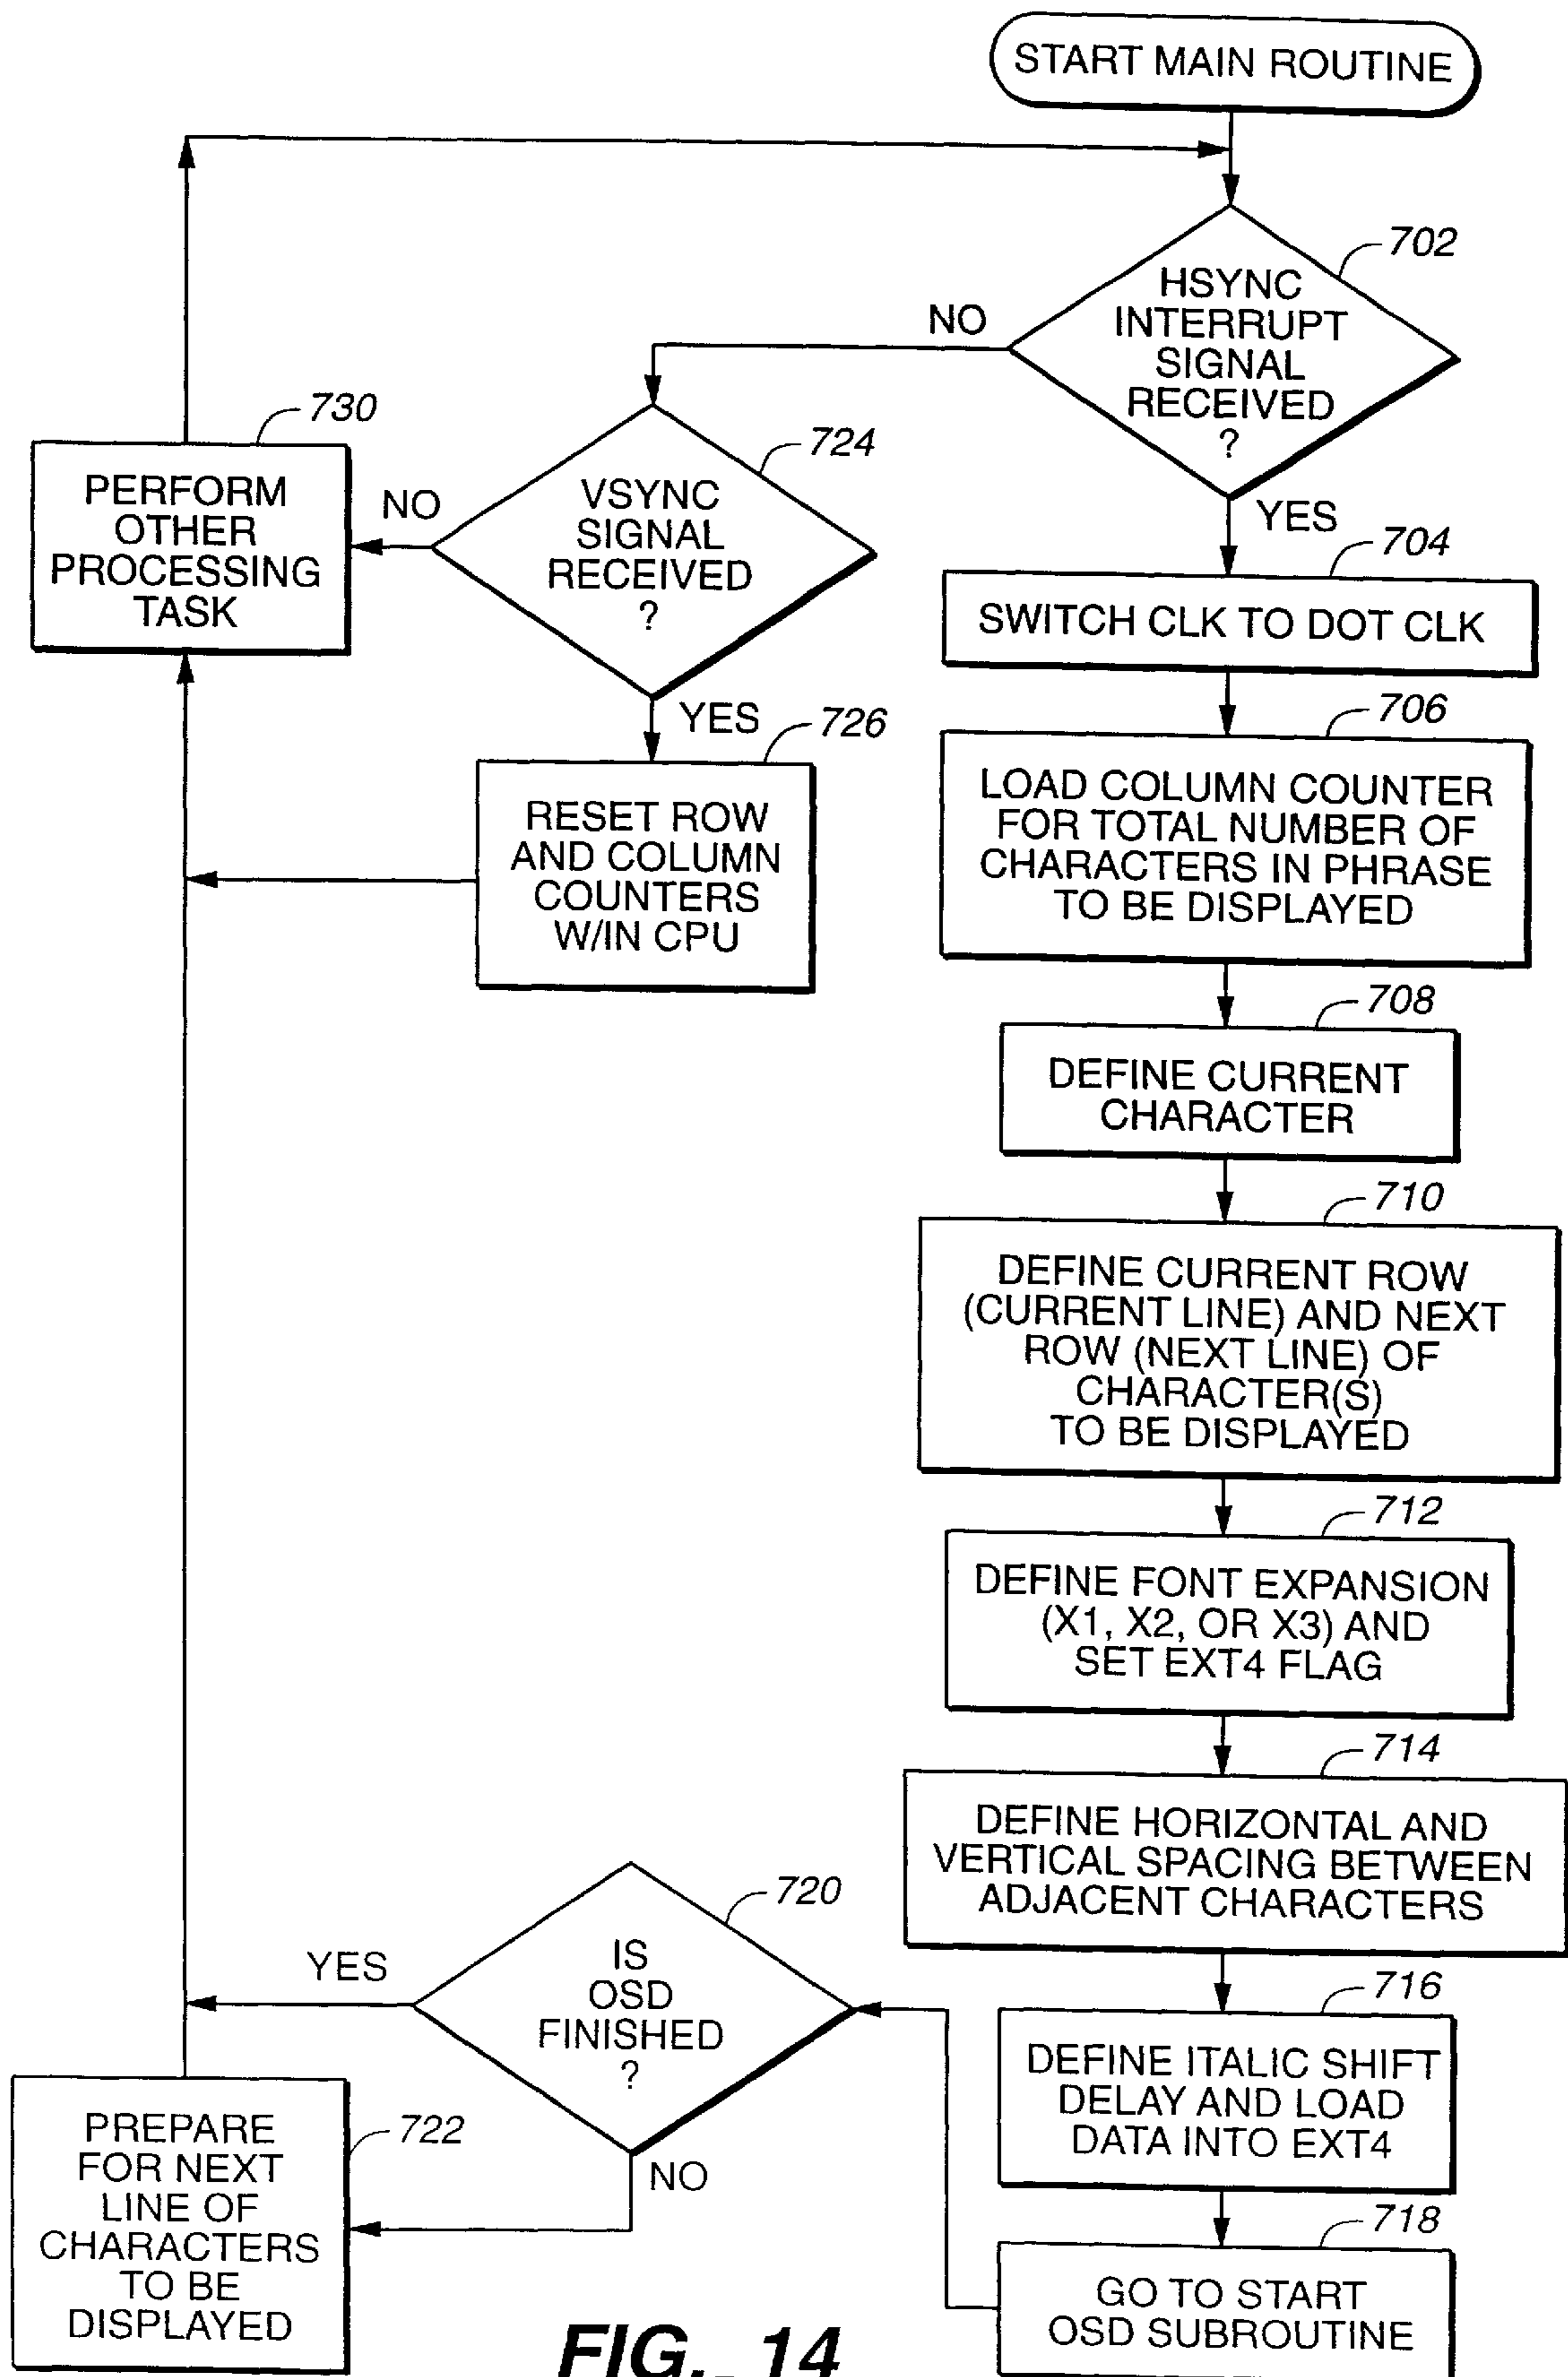 START MAIN ROUTINE
702
HSYNC
INTERRUPT
SIGNAL
RECEIVED
?
NO
YES
724
VSYNC
SIGNAL
RECEIVED
?
NO
YES
730
PERFORM
OTHER
PROCESSING
TASK
726
RESET ROW
AND COLUMN
COUNTERS
W/IN CPU
704
SWITCH CLK TO DOT CLK
706
LOAD COLUMN COUNTER
FOR TOTAL NUMBER OF
CHARACTERS IN PHRASE
TO BE DISPLAYED
708
DEFINE CURRENT
CHARACTER
710
DEFINE CURRENT ROW
(CURRENT LINE) AND NEXT
ROW (NEXT LINE) OF
CHARACTER(S)
TO BE DISPLAYED
712
DEFINE FONT EXPANSION
(X1, X2, OR X3) AND
SET EXT4 FLAG
714
DEFINE HORIZONTAL AND
VERTICAL SPACING BETWEEN
ADJACENT CHARACTERS
716
DEFINE ITALIC SHIFT
DELAY AND LOAD
DATA INTO EXT4
718
GO TO START
OSD SUBROUTINE
720
IS
OSD
FINISHED
?
YES
NO
722
PREPARE
FOR NEXT
LINE OF
CHARACTERS
TO BE
DISPLAYED
FIG._14